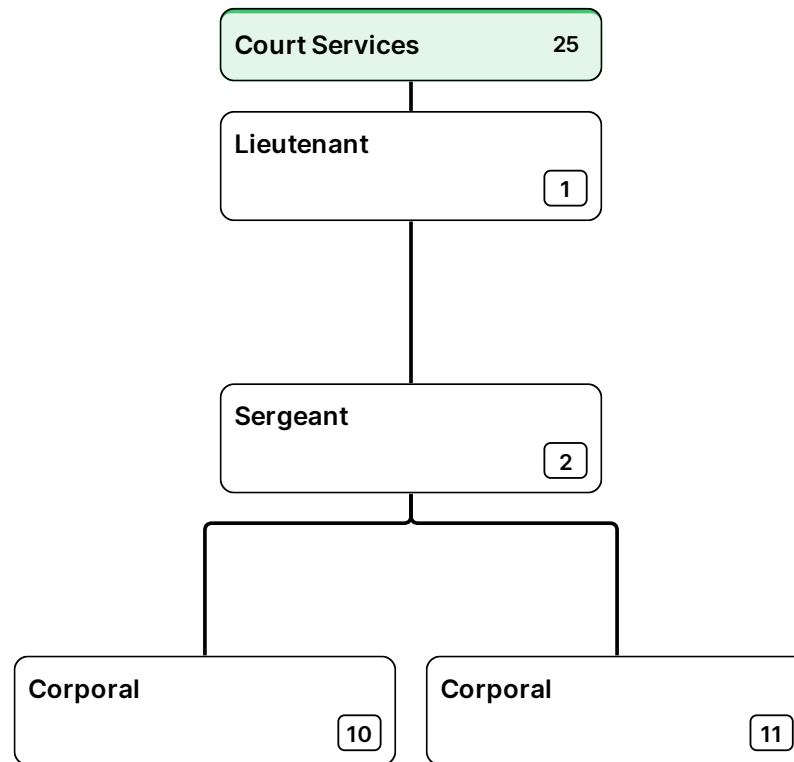 Court Services 25
Lieutenant
1
Sergeant
2
Corporal
10
Corporal
11